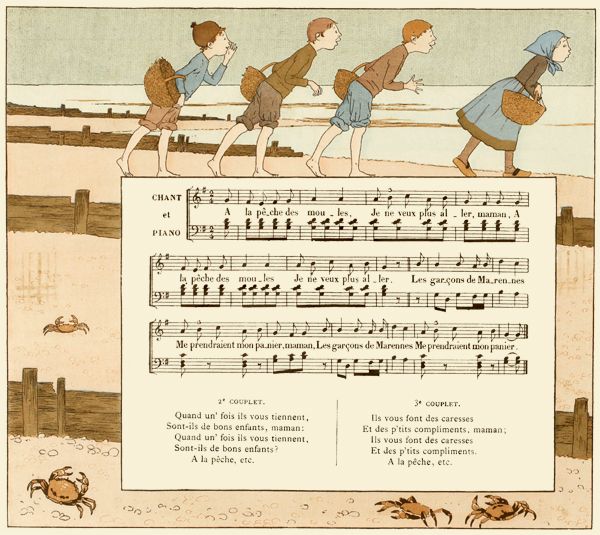 CHANT
et
PIANO
A la pê_che des mou_les, Je ne veux plus al_ler, maman, A
la pêche des mou_les Je ne veux plus al_ler. Les gar_çons de Ma_rennes
Me prendraient mon pa_nier, maman, Les garçons de Marennes Me prendraient mon panier.
2e COUPLET.
Quand un' fois ils vous tiennent,
Sont-ils de bons enfants, maman;
Quand un' fois ils vous tiennent,
Sont-ils de bons enfants?
A la pêche, etc.
3e COUPLET.
Ils vous font des caresses
Et des p'tits compliments, maman;
Ils vous font des caresses
Et des p'tits compliments.
A la pêche, etc.